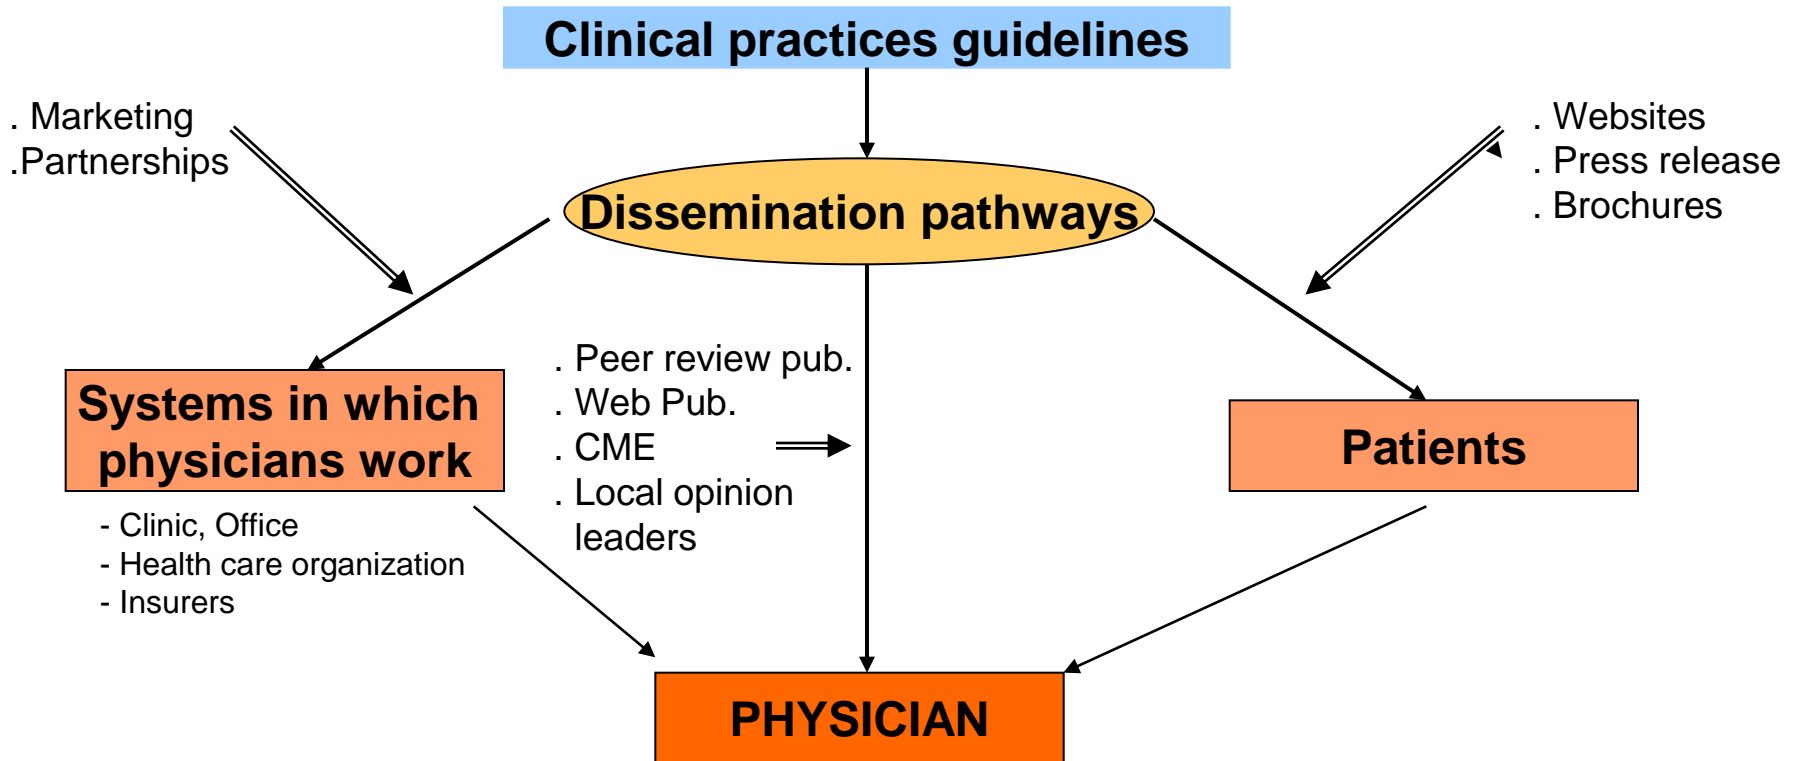 Clinical practices guidelines
. Marketing
.Partnerships
. Websites
. Press release
. Brochures
Dissemination pathways
. Peer review pub.
. Web Pub.
. CME
. Local opinion
leaders
Systems in which
physicians work
- Clinic, Office
- Health care organization
- Insurers
Patients
PHYSICIAN